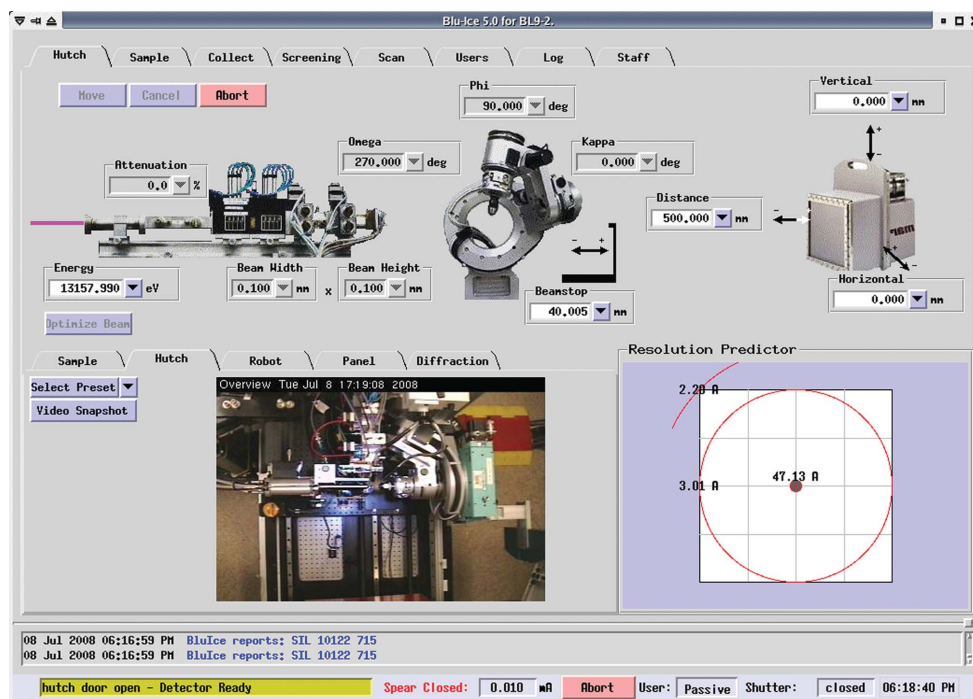 Blu-Ice 5.0 for BL9-2.
Hutch Sample Collect Screening Scan Users Log Staff
Move Cancel Abort
Phi
90.000 deg
Vertical
0.000 mm
Omega
270.000 deg
Kappa
0.000 deg
Attenuation
0.0 %
Distance
500.000 mm
Energy
13157.990 eV
Beam Width
0.100 mm
x
Beam Height
0.100 mm
Beamstop
40.005 mm
Horizontal
0.000 mm
Optimize Beam
Sample Hutch Robot Panel Diffraction
Select Preset
Video Snapshot
Overview Tue Jul 8 17:19:08 2008
Resolution Predictor
2.20 A
47.13 A
3.01 A
08 Jul 2008 06:16:59 PM BluIce reports: SIL 10122 715
08 Jul 2008 06:16:59 PM BluIce reports: SIL 10122 715
hutch door open - Detector Ready Spear Closed: 0.010 mA Abort User: Passive Shutter: closed 06:18:40 PM